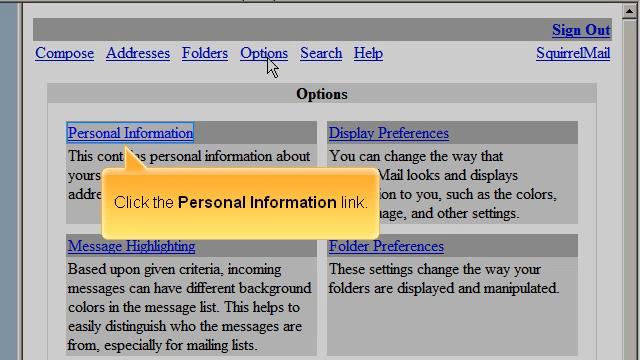 Sign Out
Compose Addresses Folders Options Search Help SquirrelMail
Options
Personal Information
This personal information about
yours
addre
Display Preferences
You can change the way that
Mail looks and displays
to you, such as the colors,
and other settings.
Click the Personal Information link.
Message Highlighting
Based upon given criteria, incoming
messages can have different background
colors in the message list. This helps to
easily distinguish who the messages are
from, especially for mailing lists.
Folder Preferences
These settings change the way your
folders are displayed and manipulated.